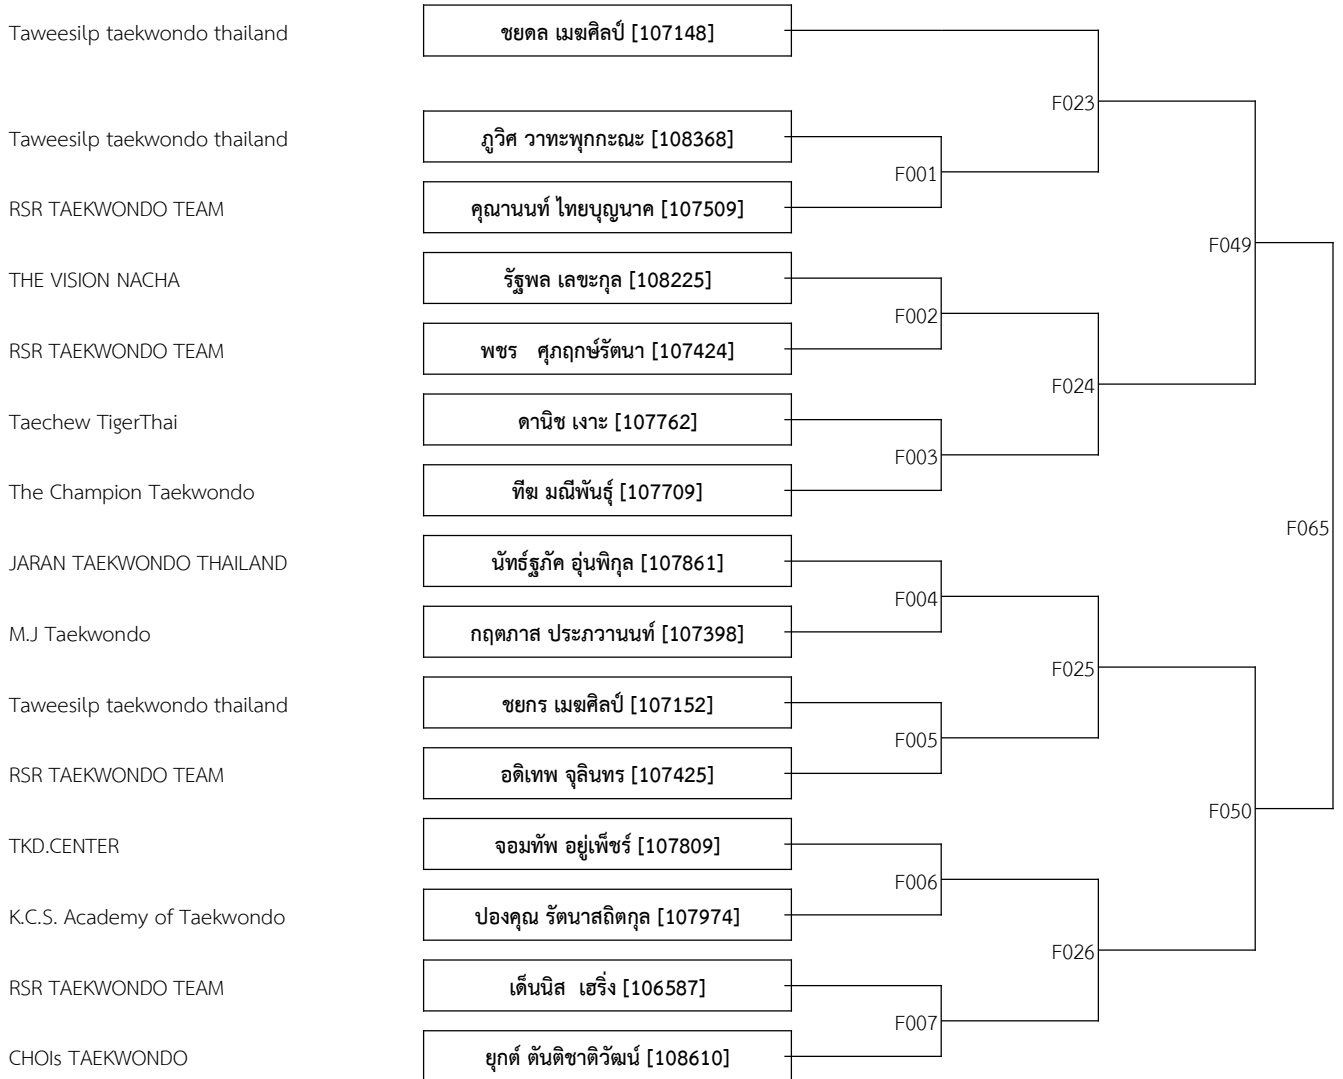 Taweesilp taekwondo thailand ชยดล เมฆศิลป์ [107148]
F023
Taweesilp taekwondo thailand ภูวิศ วาทะพุกกะณะ [108368]
F001
RSR TAEKWONDO TEAM คุณานนท์ ไทยบุญนาค [107509]
F049
THE VISION NACHA รัฐพล เลขะกุล [108225]
F002
RSR TAEKWONDO TEAM พชร ศุภฤกษ์รัตนา [107424]
F024
Taechew TigerThai ดานิช เงาะ [107762]
F003
The Champion Taekwondo ทีฆ มณีพันธุ์ [107709]
F065
JARAN TAEKWONDO THAILAND นัทธ์ฐภัค อุ่นพิกุล [107861]
F004
M.J Taekwondo กฤตภาส ประภวานนท์ [107398]
F025
Taweesilp taekwondo thailand ชยกร เมฆศิลป์ [107152]
F005
RSR TAEKWONDO TEAM อดิเทพ จุลินทร [107425]
F050
TKD.CENTER จอมทัพ อยู่เพ็ชร์ [107809]
F006
K.C.S. Academy of Taekwondo ปองคุณ รัตนาสถิตกุล [107974]
F026
RSR TAEKWONDO TEAM เด็นนิส เฮริ่ง [106587]
F007
CHOIs TAEKWONDO ยุกต์ ตันติชาติวัฒน์ [108610]